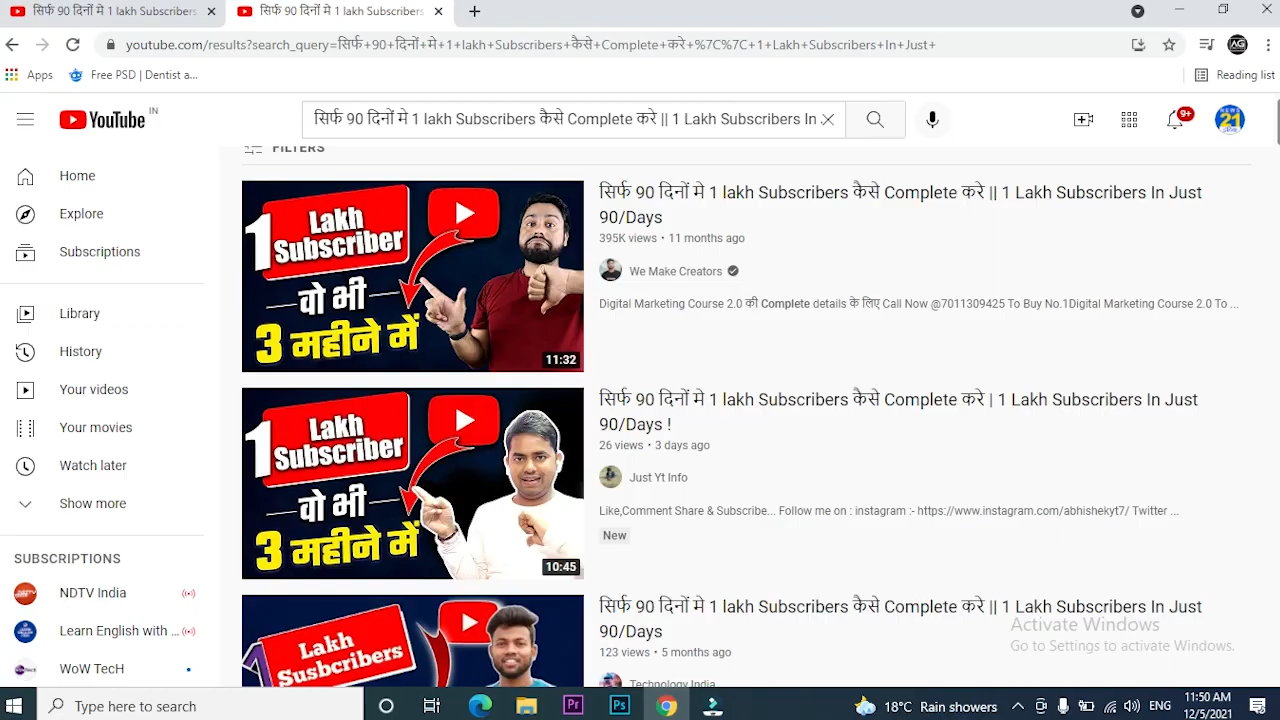 सिर्फ 90 दिनों मे 1 lakh Subscribers
सिर्फ 90 दिनों मे 1 lakh Subscribers
youtube.com/results?search_query=सिर्फ+90+दिनों+मे+1+lakh+Subscribers+कैसे+Complete+करे+%7C%7C+1+Lakh+Subscribers+In+Just+
Apps
Free PSD | Dentist a...
Reading list
YouTube IN
सिर्फ 90 दिनों मे 1 lakh Subscribers कैसे Complete करे || 1 Lakh Subscribers In
9+
NEWS
21
FILTERS
Home
Explore
Subscriptions
Library
History
Your videos
Your movies
Watch later
Show more
SUBSCRIPTIONS
NDTV India
Learn English with ...
WoW TecH
1 Lakh
Subscriber
वो भी
3 महीने में
11:32
सिर्फ 90 दिनों मे 1 lakh Subscribers कैसे Complete करे || 1 Lakh Subscribers In Just
90/Days
395K views • 11 months ago
We Make Creators
Digital Marketing Course 2.0 की Complete details के लिए Call Now @7011309425 To Buy No.1Digital Marketing Course 2.0 To ...
1 Lakh
Subscriber
वो भी
3 महीने में
10:45
सिर्फ 90 दिनों मे 1 lakh Subscribers कैसे Complete करे | 1 Lakh Subscribers In Just
90/Days !
26 views • 3 days ago
Just Yt Info
Like,Comment Share & Subscribe... Follow me on : instagram :- https://www.instagram.com/abhishekyt7/ Twitter ...
New
1 Lakh
Susbcribers
सिर्फ 90 दिनों मे 1 lakh Subscribers कैसे Complete करे || 1 Lakh Subscribers In Just
90/Days
123 views • 5 months ago
Technology India
Activate Windows
Go to Settings to activate Windows.
Type here to search
Pr
Ps
18°C Rain showers
ENG
11:50 AM
12/5/2021